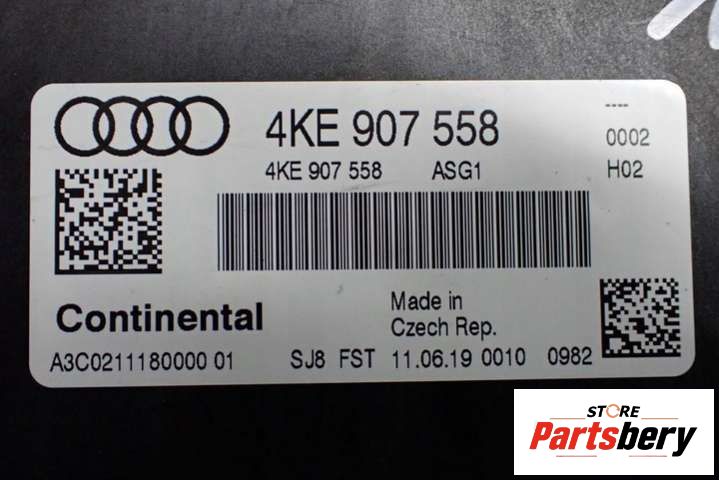 4KE 907 558
4KE 907 558 ASG1
----
0002
H02
Continental
Made in
Czech Rep.
A3C0211180000 01 SJ8 FST 11.06.19 0010 0982
STORE
Partsbery